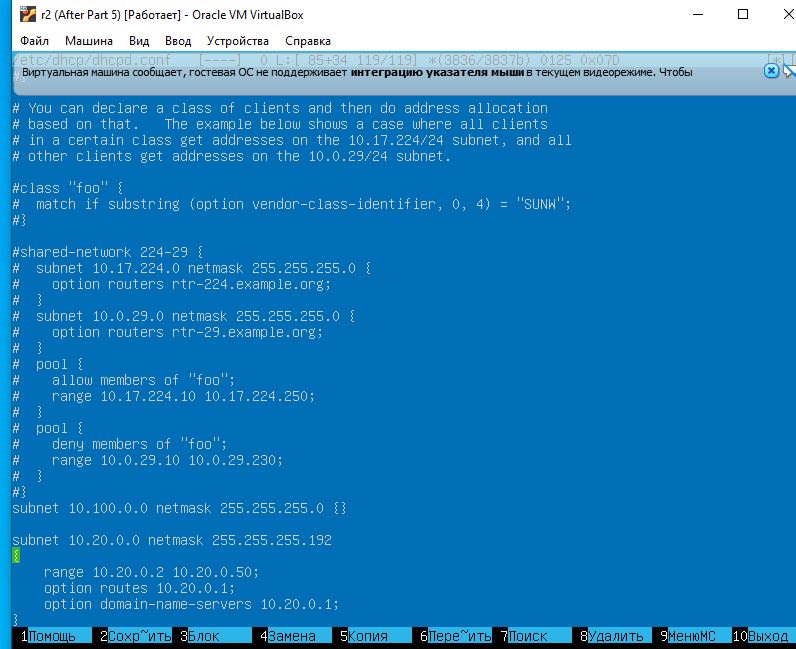 r2 (After Part 5) [Работает] - Oracle VM VirtualBox
Файл Машина Вид Ввод Устройства Справка
/etc/dhcp/dhcpd.conf [----] 0 L:[ 85+34 119/119] *(3836/3837b) 0125 0x07D [*]
Виртуальная машина сообщает, гостевая ОС не поддерживает интеграцию указателя мыши в текущем видеорежиме. Чтобы
# You can declare a class of clients and then do address allocation
# based on that. The example below shows a case where all clients
# in a certain class get addresses on the 10.17.224/24 subnet, and all
# other clients get addresses on the 10.0.29/24 subnet.
#class "foo" {
# match if substring (option vendor-class-identifier, 0, 4) = "SUNW";
#}
#shared-network 224-29 {
# subnet 10.17.224.0 netmask 255.255.255.0 {
# option routers rtr-224.example.org;
# }
# subnet 10.0.29.0 netmask 255.255.255.0 {
# option routers rtr-29.example.org;
# }
# pool {
# allow members of "foo";
# range 10.17.224.10 10.17.224.250;
# }
# pool {
# deny members of "foo";
# range 10.0.29.10 10.0.29.230;
# }
#}
subnet 10.100.0.0 netmask 255.255.255.0 {}
subnet 10.20.0.0 netmask 255.255.255.192
{
range 10.20.0.2 10.20.0.50;
option routes 10.20.0.1;
option domain-name-servers 10.20.0.1;
}
1Помощь 2Сохр~ить 3Блок 4Замена 5Копия 6Пере~ить 7Поиск 8Удалить 9МенюMC 10Выход